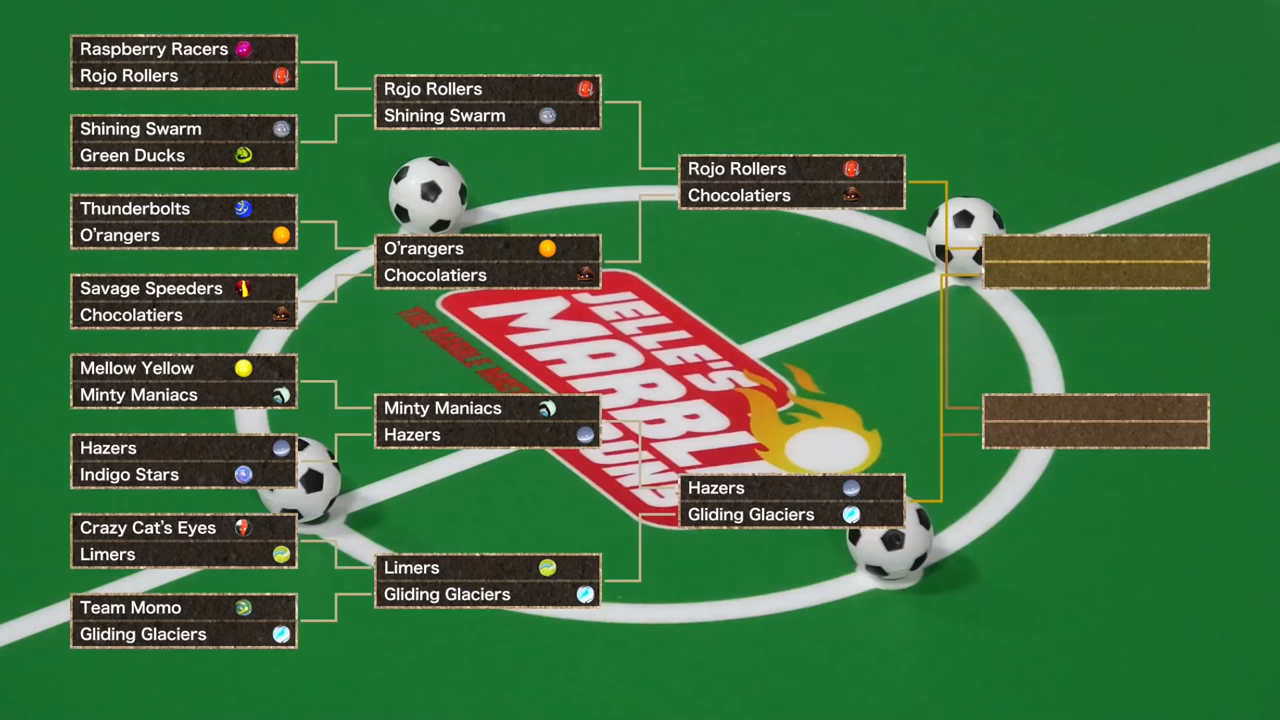 Raspberry Racers
Rojo Rollers
Shining Swarm
Green Ducks
Thunderbolts
O'rangers
Savage Speeders
Chocolatiers
Mellow Yellow
Minty Maniacs
Hazers
Indigo Stars
Crazy Cat's Eyes
Limers
Team Momo
Gliding Glaciers
Rojo Rollers
Shining Swarm
O'rangers
Chocolatiers
Minty Maniacs
Hazers
Limers
Gliding Glaciers
Rojo Rollers
Chocolatiers
Hazers
Gliding Glaciers
JELLE'S
MARBL
THE MARBLE